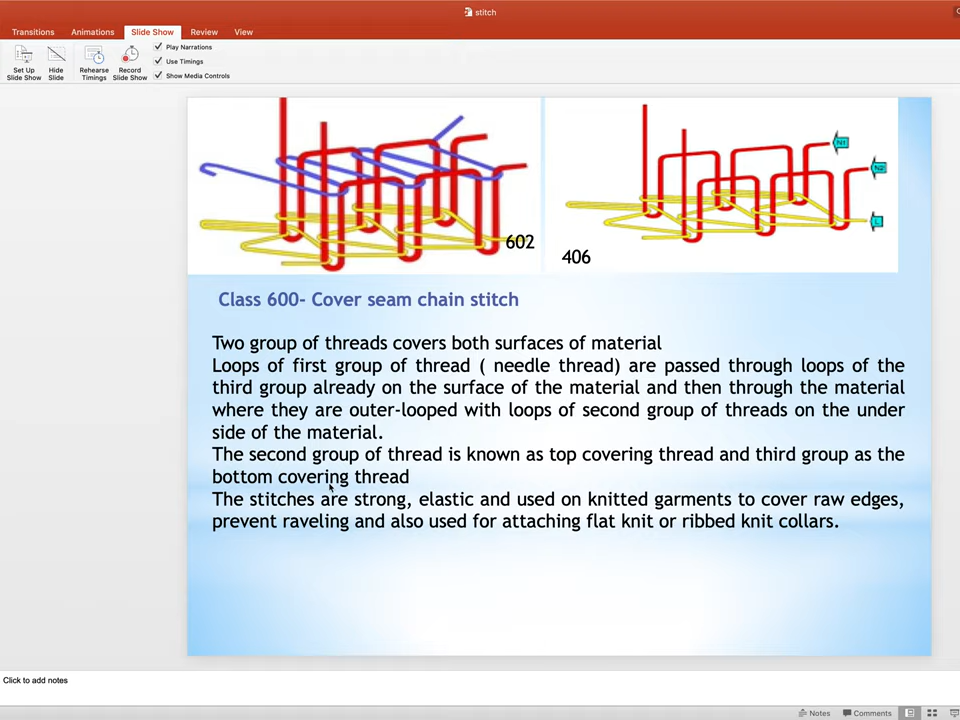 stitch
Transitions Animations Slide Show Review View
Set Up Slide Show
Hide Slide
Rehearse Timings
Record Slide Show
Play Narrations
Use Timings
Show Media Controls
602
N1
N2
L
406
Class 600- Cover seam chain stitch
Two group of threads covers both surfaces of material
Loops of first group of thread ( needle thread) are passed through loops of the
third group already on the surface of the material and then through the material
where they are outer-looped with loops of second group of threads on the under
side of the material.
The second group of thread is known as top covering thread and third group as the
bottom covering thread
The stitches are strong, elastic and used on knitted garments to cover raw edges,
prevent raveling and also used for attaching flat knit or ribbed knit collars.
Click to add notes
Notes Comments